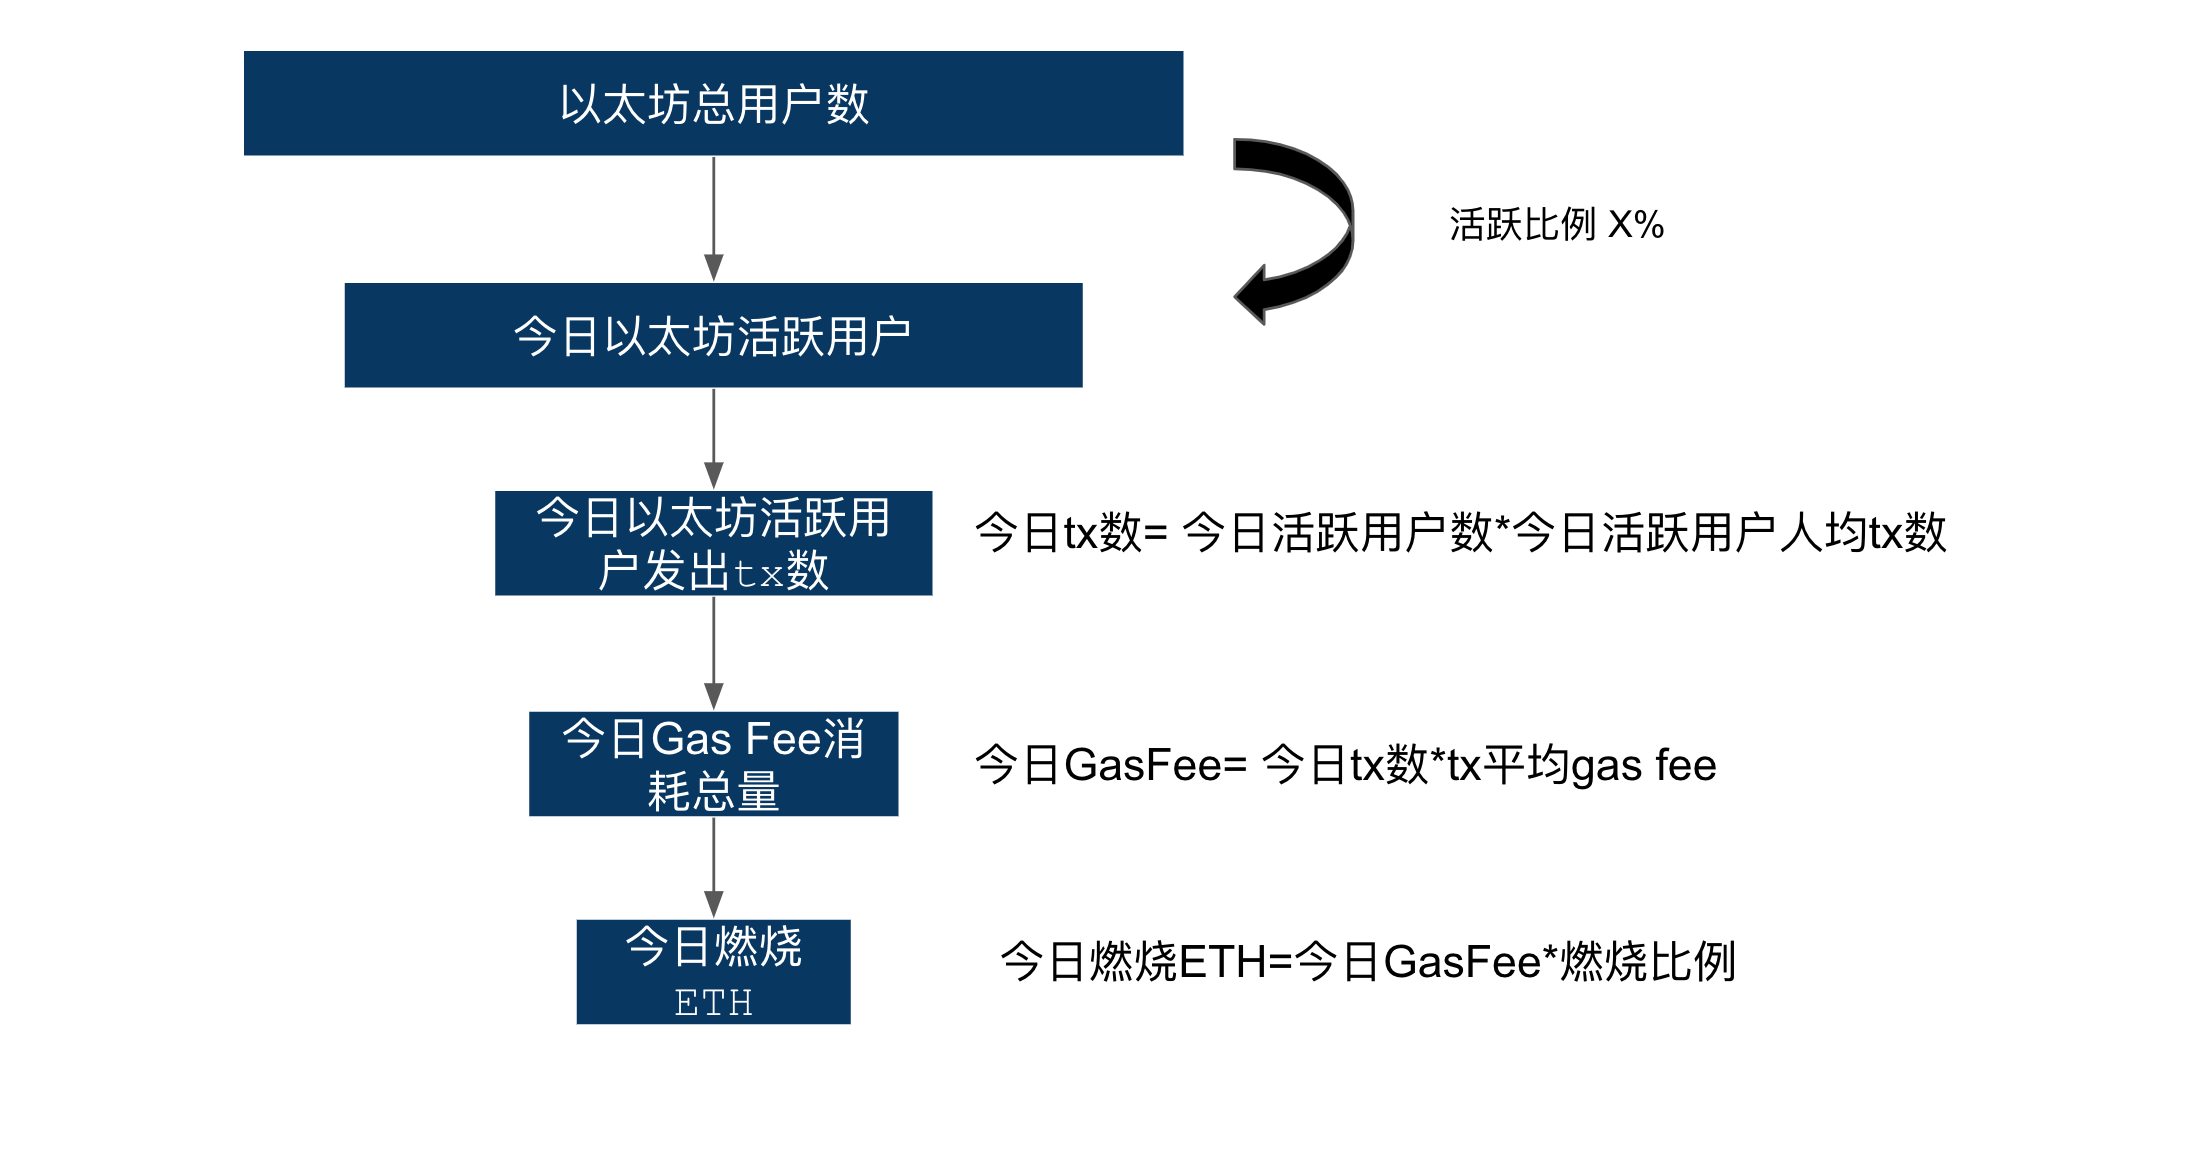 以太坊总用户数
活跃比例 X%
今日以太坊活跃用户
今日以太坊活跃用
户发出tx数
今日tx数= 今日活跃用户数*今日活跃用户人均tx数
今日Gas Fee消
耗总量
今日GasFee= 今日tx数*tx平均gas fee
今日燃烧
ETH
今日燃烧ETH=今日GasFee*燃烧比例